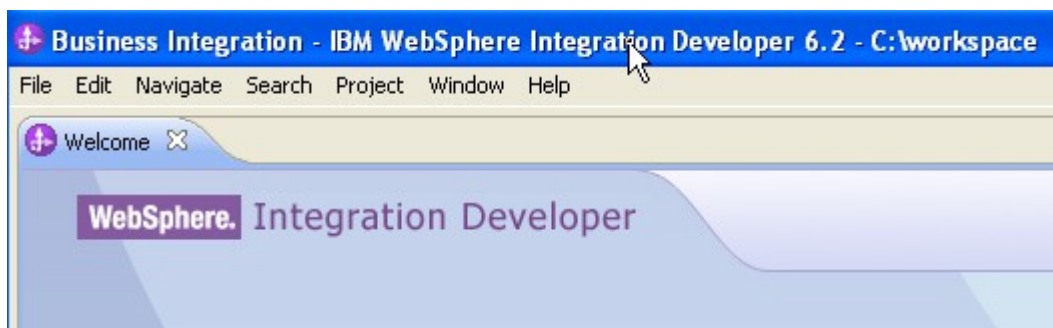 Business Integration - IBM WebSphere Integration Developer 6.2 - C:\workspace
File Edit Navigate Search Project Window Help
Welcome
WebSphere. Integration Developer